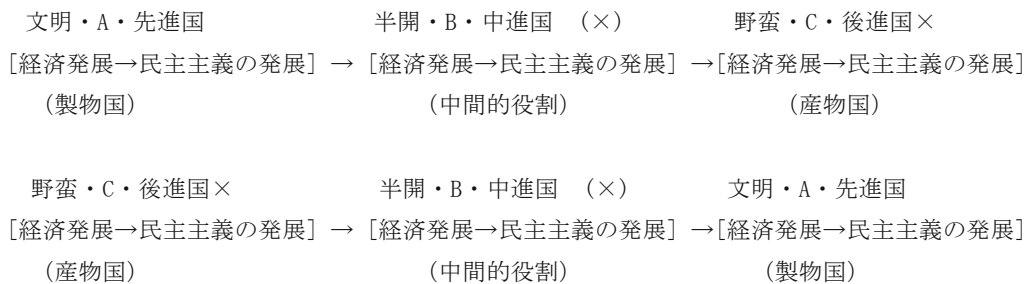 文明・A・先進国 半開・B・中進国 (×) 野蛮・C・後進国×
[経済発展→民主主義の発展] → [経済発展→民主主義の発展] →[経済発展→民主主義の発展]
(製物国) (中間的役割) (産物国)
野蛮・C・後進国× 半開・B・中進国 (×) 文明・A・先進国
[経済発展→民主主義の発展] → [経済発展→民主主義の発展] →[経済発展→民主主義の発展]
(産物国) (中間的役割) (製物国)